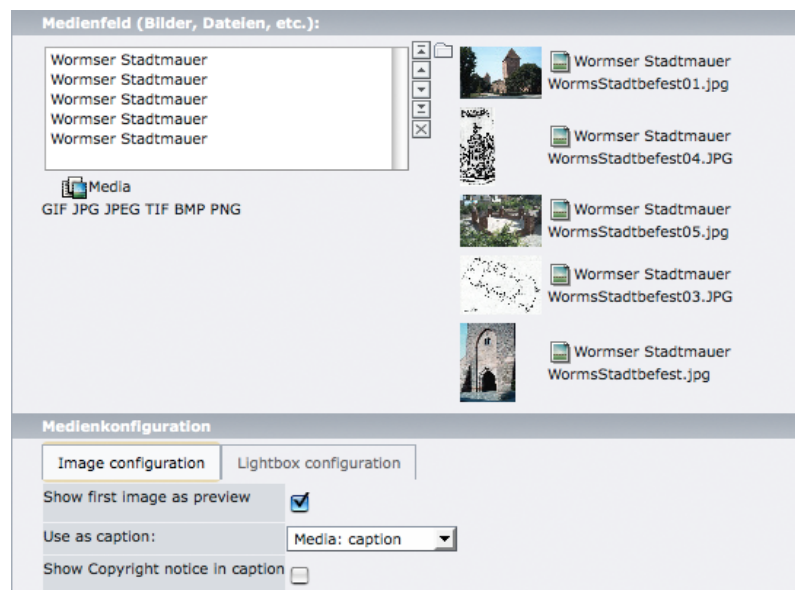 Medienfeld (Bilder, Dateien, etc.):
Wormser Stadtmauer
Wormser Stadtmauer
Wormser Stadtmauer
Wormser Stadtmauer
Wormser Stadtmauer
Media
GIF JPG JPEG TIF BMP PNG
Wormser Stadtmauer
WormsStadtbefest01.jpg
Wormser Stadtmauer
WormsStadtbefest04.JPG
Wormser Stadtmauer
WormsStadtbefest05.jpg
Wormser Stadtmauer
WormsStadtbefest03.JPG
Wormser Stadtmauer
WormsStadtbefest.jpg
Medienkonfiguration
Image configuration
Lightbox configuration
Show first image as preview
Use as caption:
Media: caption
Show Copyright notice in caption